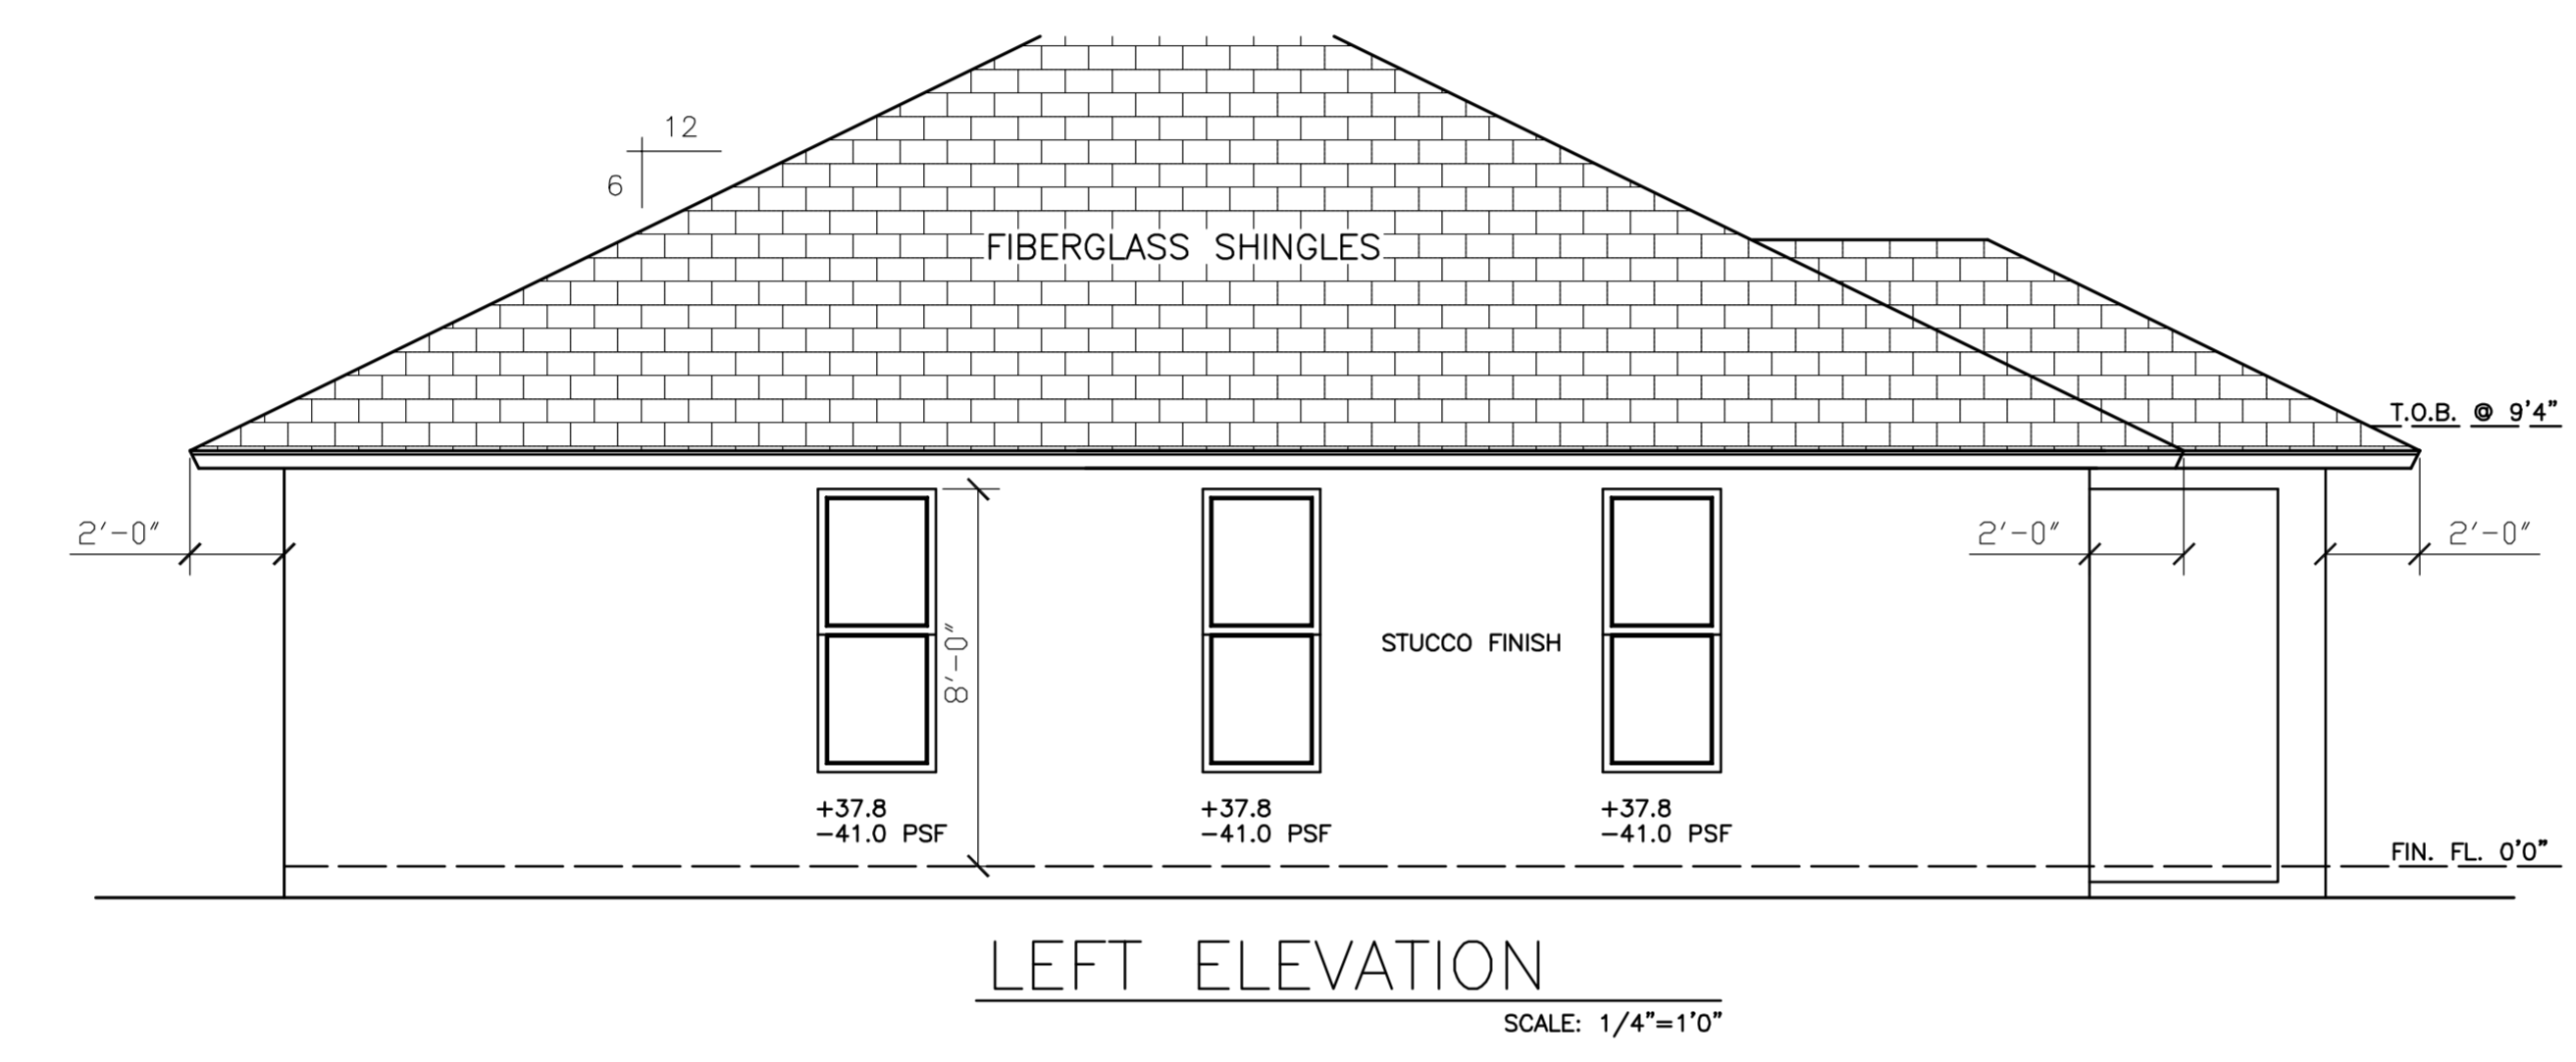 12
6
FIBERGLASS SHINGLES
T.O.B. @ 9'4"
2'-0"
2'-0"
2'-0"
8'-0"
STUCCO FINISH
+37.8
-41.0 PSF
+37.8
-41.0 PSF
+37.8
-41.0 PSF
FIN. FL. 0'0"
LEFT ELEVATION
SCALE: 1/4"=1'0"